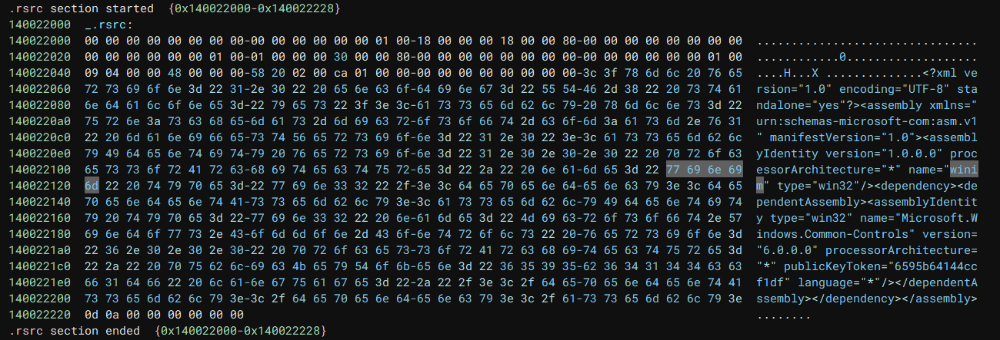 .rsrc section started  {0x140022000-0x140022228}
140022000  _.rsrc:
140022000  00 00 00 00 00 00 00 00-00 00 00 00 00 00 01 00-18 00 00 00 18 00 00 80-00 00 00 00 00 00 00 00  ................................
140022020  00 00 00 00 00 00 01 00-01 00 00 00 30 00 00 80-00 00 00 00 00 00 00 00-00 00 00 00 00 00 01 00  ............0...................
140022040  09 04 00 00 48 00 00 00-58 20 02 00 ca 01 00 00-00 00 00 00 00 00 00 00-3c 3f 78 6d 6c 20 76 65  ....H...X ..............<?xml ve
140022060  72 73 69 6f 6e 3d 22 31-2e 30 22 20 65 6e 63 6f-64 69 6e 67 3d 22 55 54-46 2d 38 22 20 73 74 61  rsion="1.0" encoding="UTF-8" sta
140022080  6e 64 61 6c 6f 6e 65 3d-22 79 65 73 22 3f 3e 3c-61 73 73 65 6d 62 6c 79-20 78 6d 6c 6e 73 3d 22  ndalone="yes"?><assembly xmlns="
1400220a0  75 72 6e 3a 73 63 68 65-6d 61 73 2d 6d 69 63 72-6f 73 6f 66 74 2d 63 6f-6d 3a 61 73 6d 2e 76 31  urn:schemas-microsoft-com:asm.v1
1400220c0  22 20 6d 61 6e 69 66 65-73 74 56 65 72 73 69 6f-6e 3d 22 31 2e 30 22 3e-3c 61 73 73 65 6d 62 6c  " manifestVersion="1.0"><assembl
1400220e0  79 49 64 65 6e 74 69 74-79 20 76 65 72 73 69 6f-6e 3d 22 31 2e 30 2e 30-2e 30 22 20 70 72 6f 63  yIdentity version="1.0.0.0" proc
140022100  65 73 73 6f 72 41 72 63-68 69 74 65 63 74 75 72-65 3d 22 2a 22 20 6e 61-6d 65 3d 22 77 69 6e 69  essorArchitecture="*" name="wini
140022120  6d 22 20 74 79 70 65 3d-22 77 69 6e 33 32 22 2f-3e 3c 64 65 70 65 6e 64-65 6e 63 79 3e 3c 64 65  m" type="win32"/><dependency><de
140022140  70 65 6e 64 65 6e 74 41-73 73 65 6d 62 6c 79 3e-3c 61 73 73 65 6d 62 6c-79 49 64 65 6e 74 69 74  pendentAssembly><assemblyIdentit
140022160  79 20 74 79 70 65 3d 22-77 69 6e 33 32 22 20 6e-61 6d 65 3d 22 4d 69 63-72 6f 73 6f 66 74 2e 57  y type="win32" name="Microsoft.W
140022180  69 6e 64 6f 77 73 2e 43-6f 6d 6d 6f 6e 2d 43 6f-6e 74 72 6f 6c 73 22 20-76 65 72 73 69 6f 6e 3d  indows.Common-Controls" version=
1400221a0  22 36 2e 30 2e 30 2e 30-22 20 70 72 6f 63 65 73-73 6f 72 41 72 63 68 69-74 65 63 74 75 72 65 3d  "6.0.0.0" processorArchitecture=
1400221c0  22 2a 22 20 70 75 62 6c-69 63 4b 65 79 54 6f 6b-65 6e 3d 22 36 35 39 35-62 36 34 31 34 34 63 63  "*" publicKeyToken="6595b64144cc
1400221e0  66 31 64 66 22 20 6c 61-6e 67 75 61 67 65 3d 22-2a 22 2f 3e 3c 2f 64 65-70 65 6e 64 65 6e 74 41  f1df" language="*"/></dependentA
140022200  73 73 65 6d 62 6c 79 3e-3c 2f 64 65 70 65 6e 64-65 6e 63 79 3e 3c 2f 61-73 73 65 6d 62 6c 79 3e  ssembly></dependency></assembly>
140022220  0d 0a 00 00 00 00 00 00  ........
.rsrc section ended  {0x140022000-0x140022228}